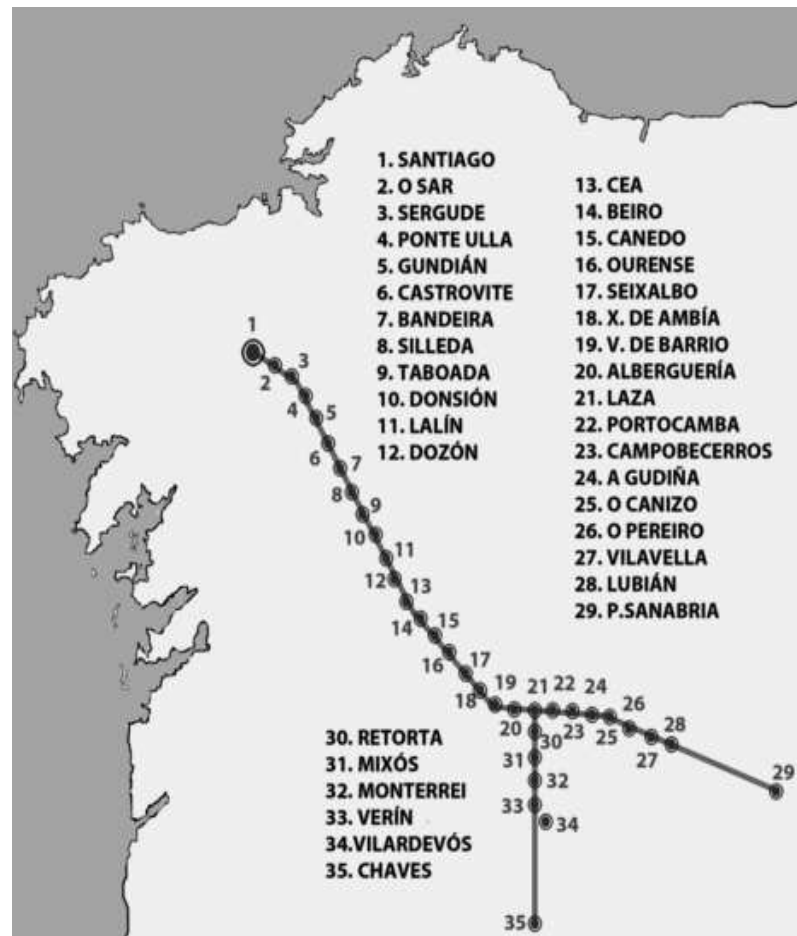 1. SANTIAGO
2. O SAR
3. SERGUDE
4. PONTE ULLA
5. GUNDIÁN
6. CASTROVITE
7. BANDEIRA
8. SILLEDA
9. TABOADA
10. DONSIÓN
11. LALÍN
12. DOZÓN
13. CEA
14. BEIRO
15. CANEDO
16. OURENSE
17. SEIXALBO
18. X. DE AMBÍA
19. V. DE BARRIO
20. ALBERGUERÍA
21. LAZA
22. PORTOCAMBA
23. CAMPOBECERROS
24. A GUDIÑA
25. O CANIZO
26. O PEREIRO
27. VILAVELLA
28. LUBIÁN
29. P.SANABRIA
30. RETORTA
31. MIXÓS
32. MONTERREI
33. VERÍN
34.VILARDEVÓS
35. CHAVES
1
2
3
4
5
6
7
8
9
10
11
12
13
14
15
16
17
18
19
20
21
22
23
24
25
26
27
28
29
30
31
32
33
34
35